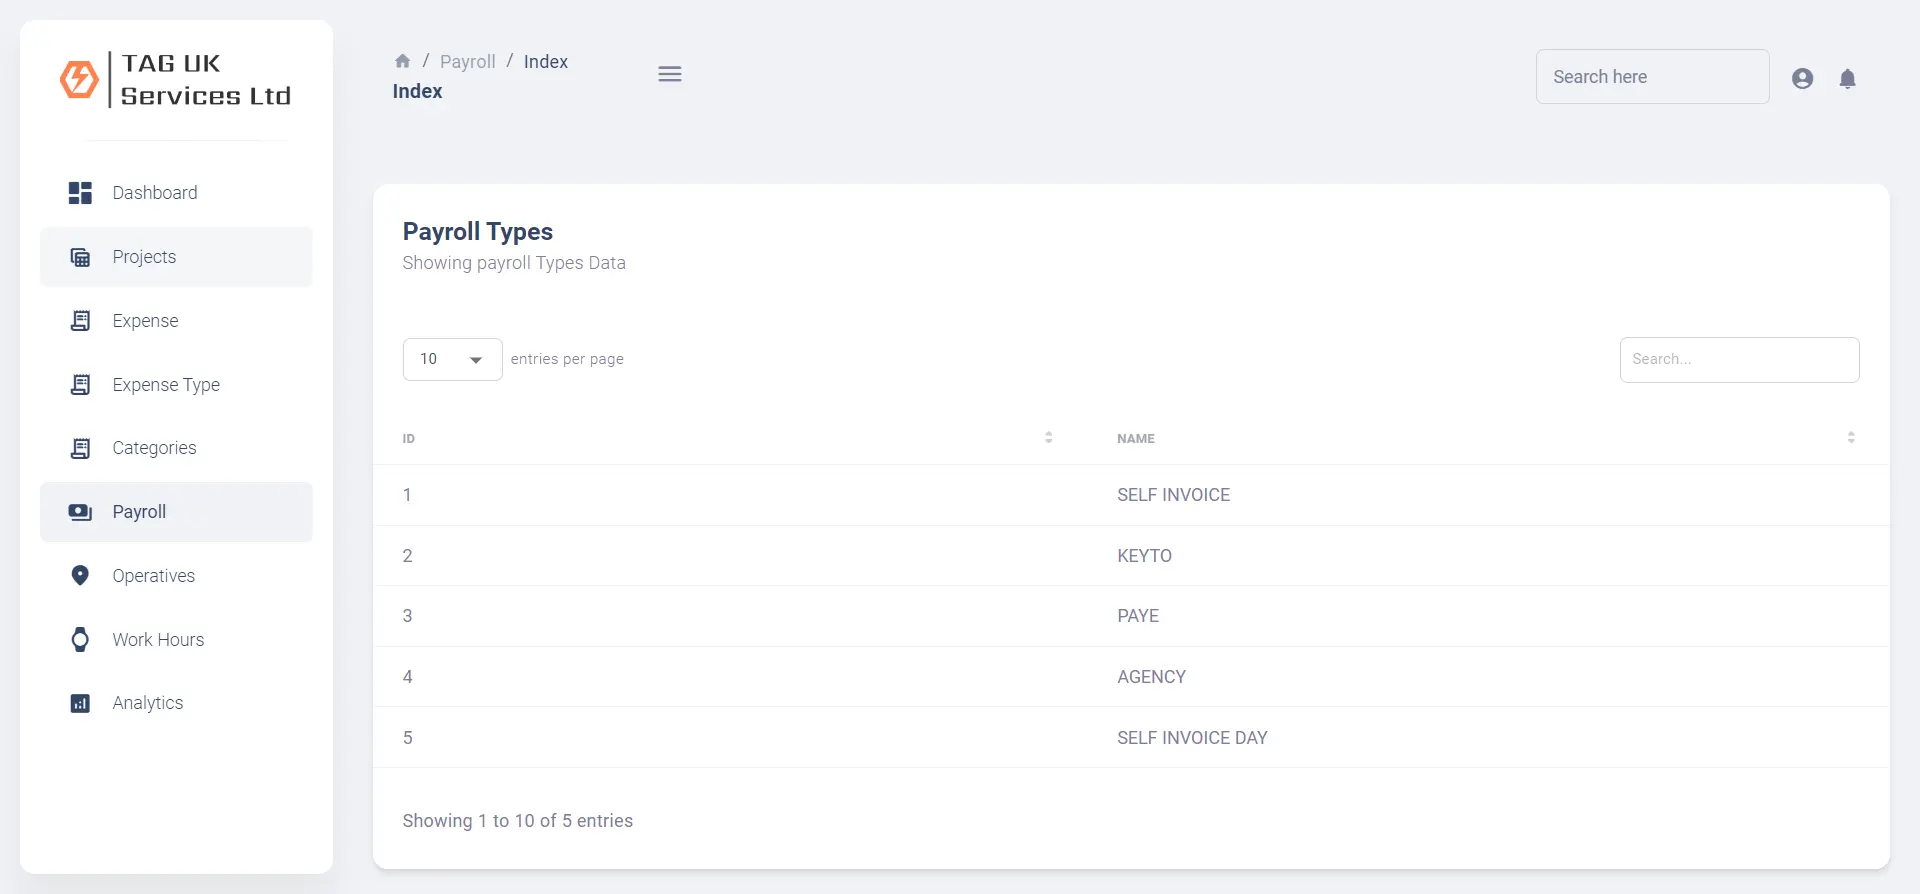 TAG UK
Services Ltd
Dashboard
Projects
Expense
Expense Type
Categories
Payroll
Operatives
Work Hours
Analytics
/ Payroll / Index
Index
Search here
Payroll Types
Showing payroll Types Data
10 entries per page
Search...
ID NAME
1 SELF INVOICE
2 KEYTO
3 PAYE
4 AGENCY
5 SELF INVOICE DAY
Showing 1 to 10 of 5 entries